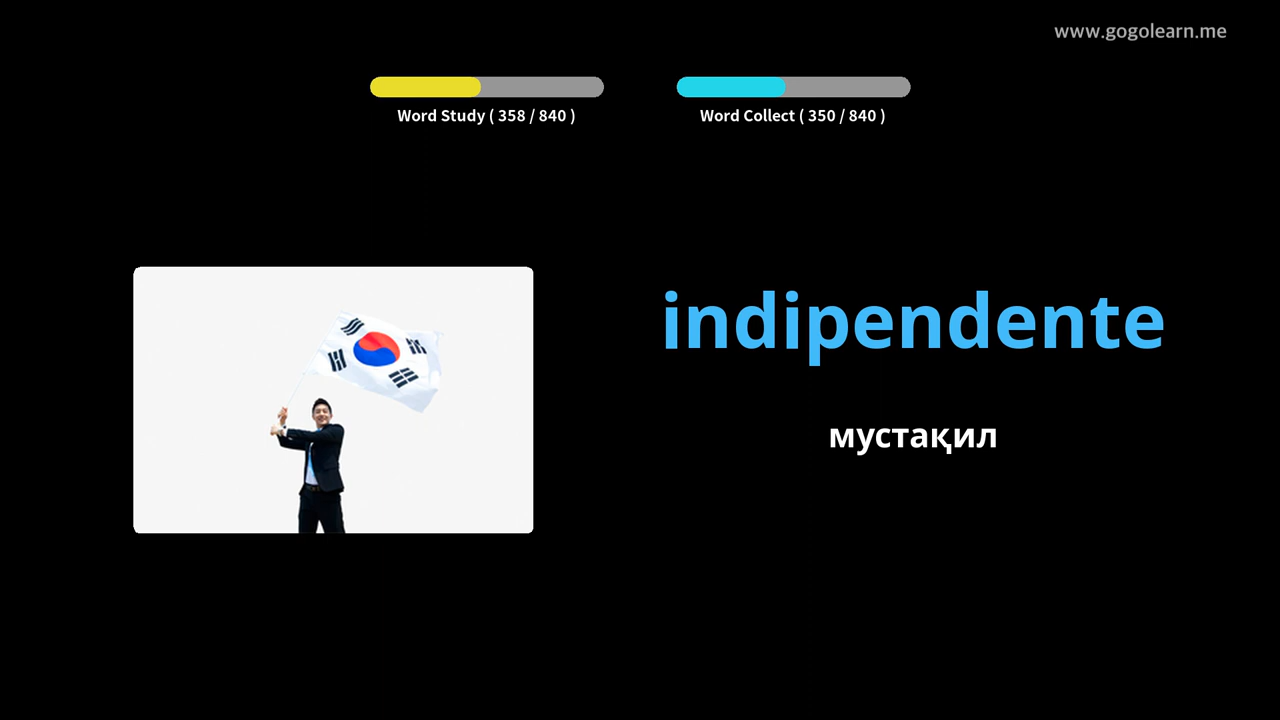 www.gogolearn.me
Word Study ( 358 / 840 )
Word Collect ( 350 / 840 )
indipendente
мустақил